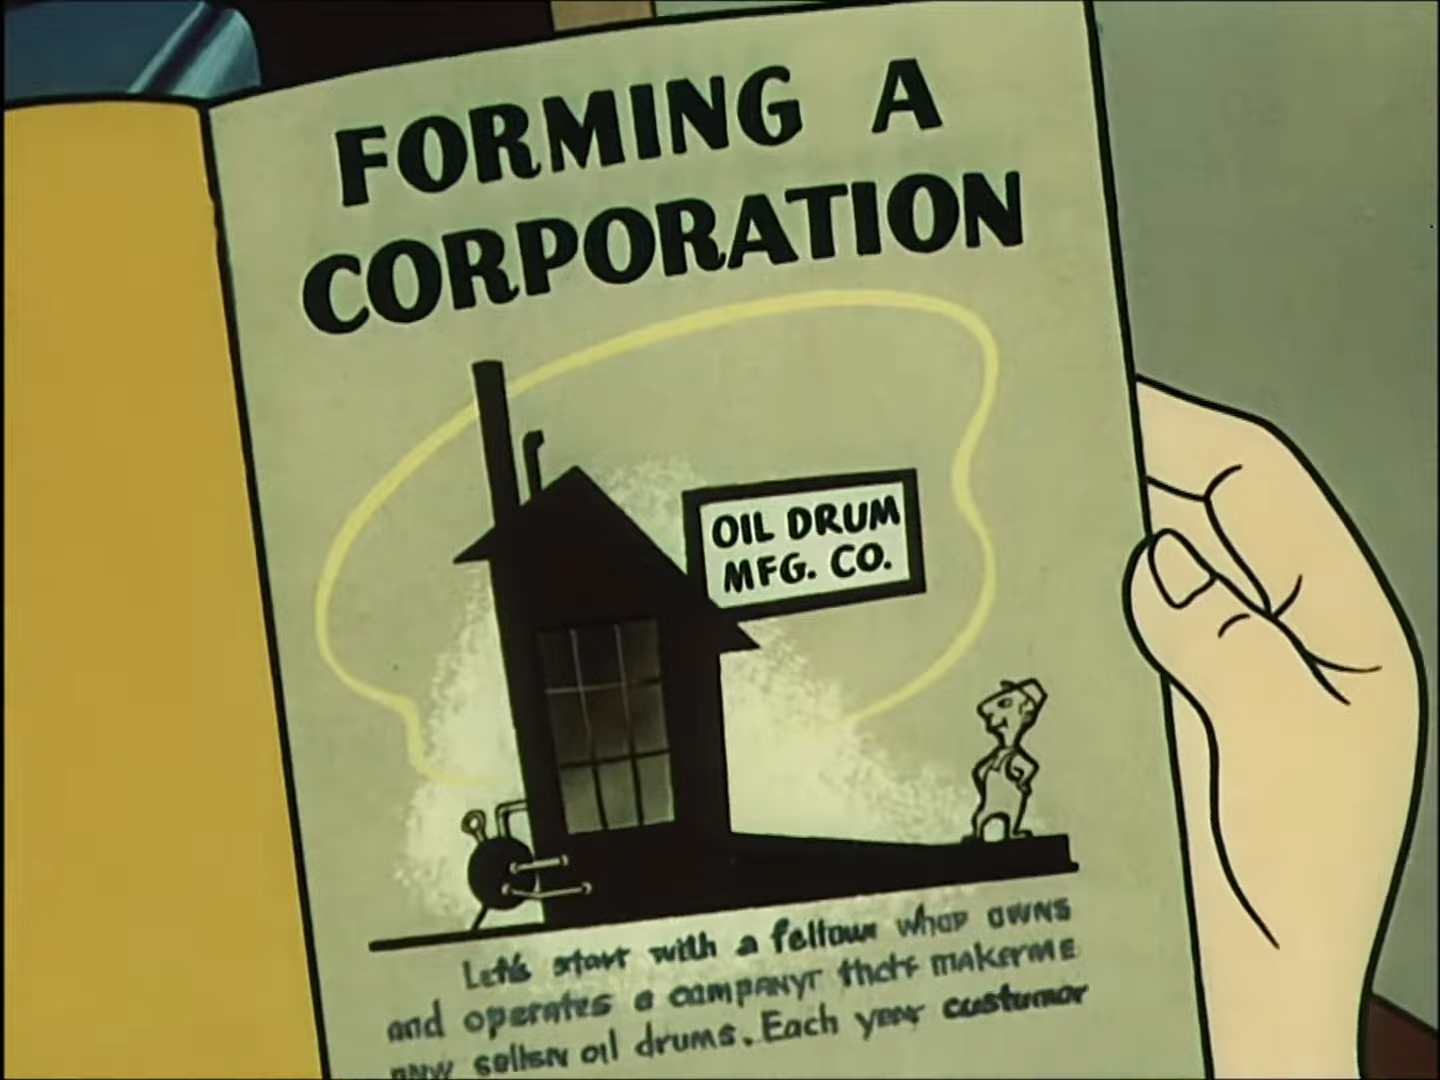 FORMING A
CORPORATION
OIL DRUM
MFG. CO.
Let's start with a fellow who owns
and operates a company that
oil drums. Each year customer